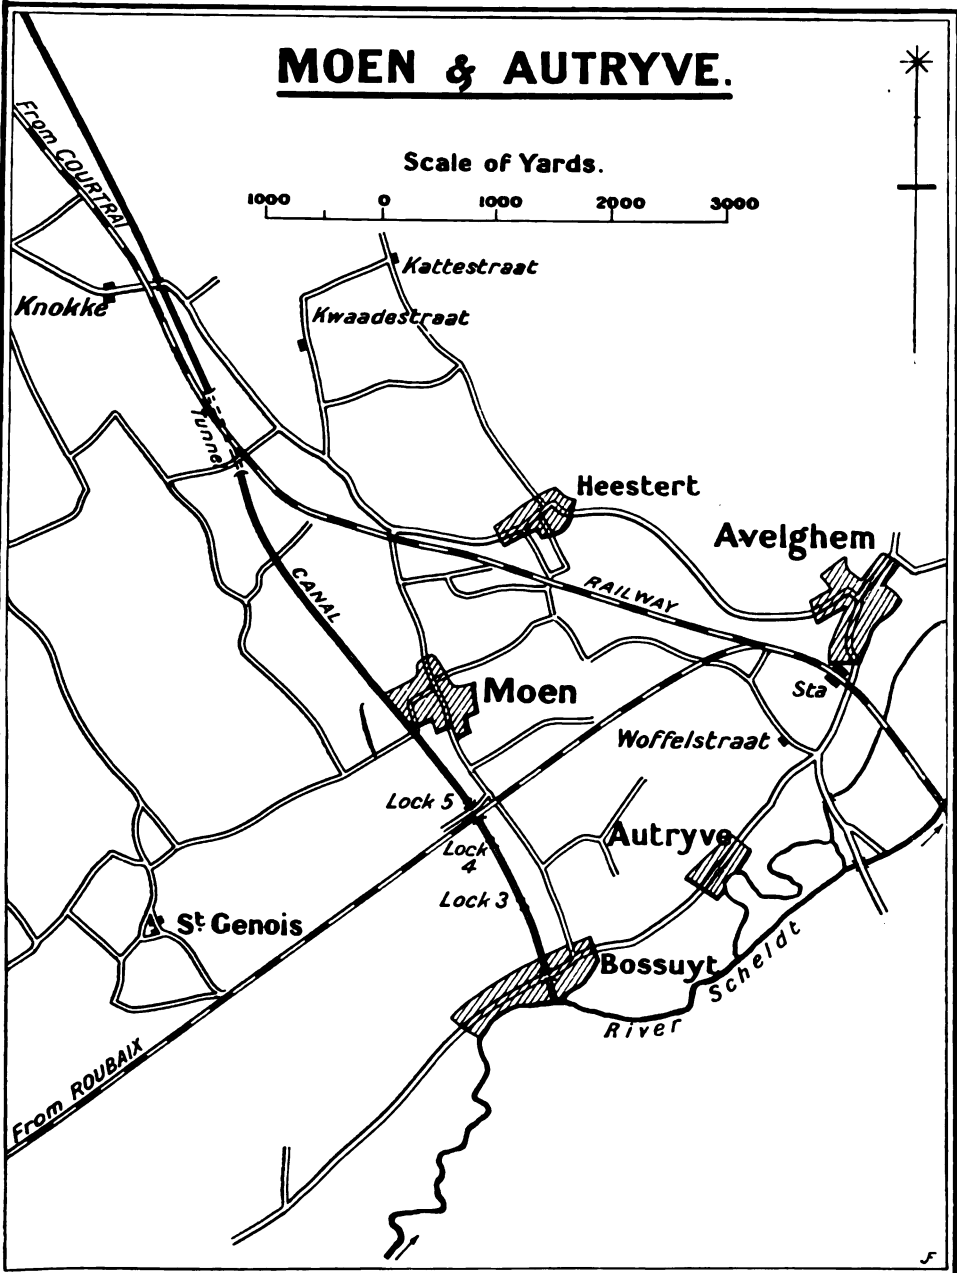 MOEN & AUTRYVE.
Scale of Yards.
1000 0 1000 2000 3000
From COURTRAI
Kattestraat
Knokke
Kwaadestraat
Tunnel
Heestert
Avelghem
CANAL
RAILWAY
Moen
Sta
Woffelstraat
Lock 5
Autryve
Lock
4
Lock 3
St. Genois
Bossuyt
River Scheldt
From ROUBAIX
JF